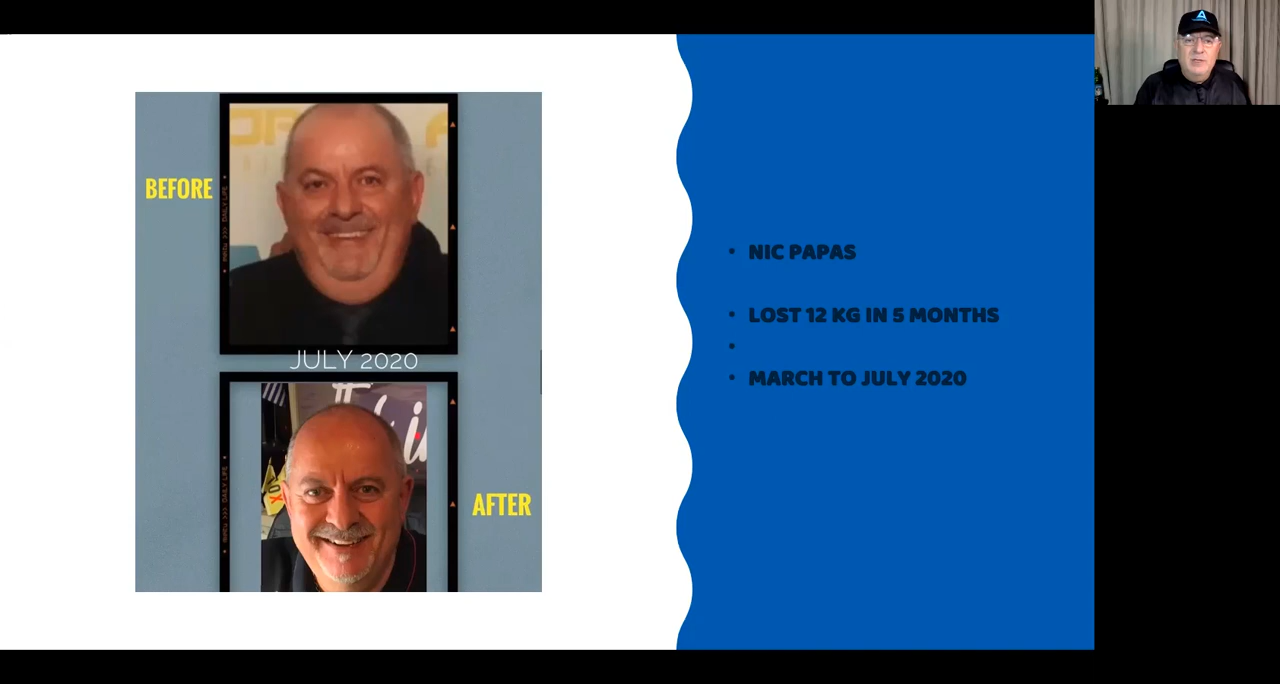 BEFORE
JULY 2020
AFTER
• NIC PAPAS
• LOST 12 KG IN 5 MONTHS
•
• MARCH TO JULY 2020